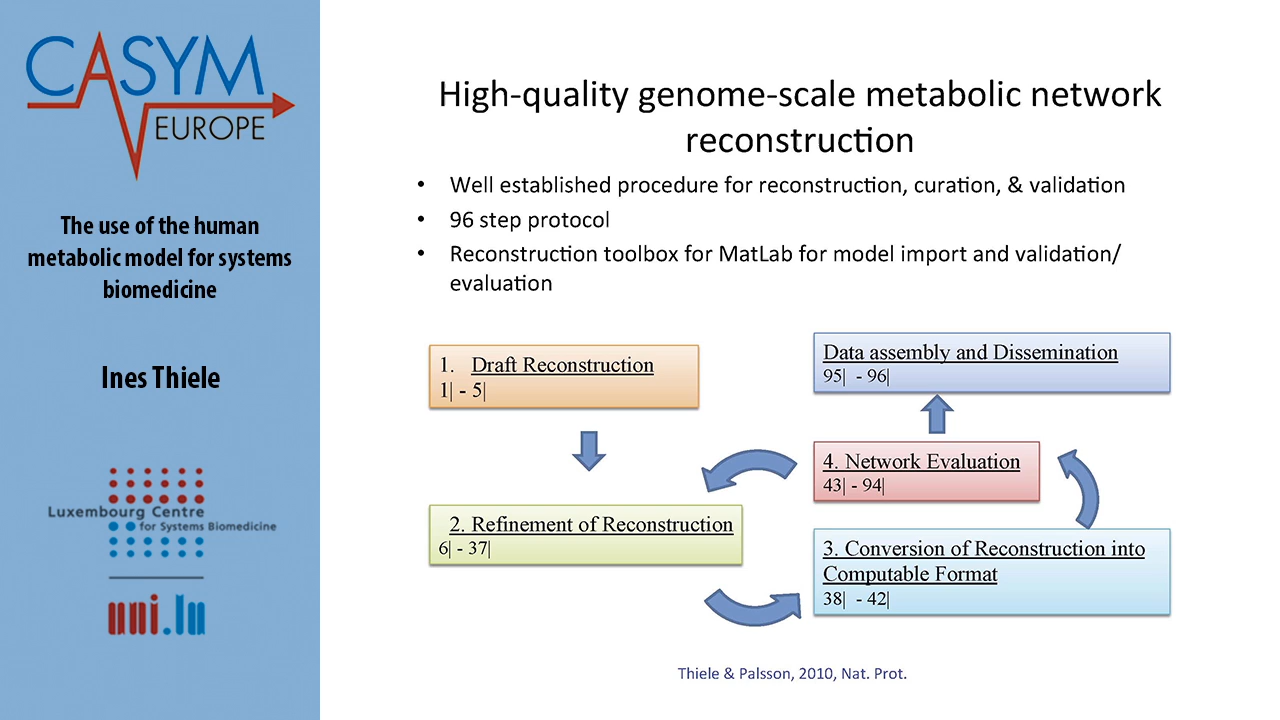 CASYM
EUROPE
The use of the human
metabolic model for systems
biomedicine
Ines Thiele
Luxembourg Centre
for Systems Biomedicine
uni.lu
High-quality genome-scale metabolic network
reconstruction
• Well established procedure for reconstruction, curation, & validation
• 96 step protocol
• Reconstruction toolbox for MatLab for model import and validation/
evaluation
1. Draft Reconstruction
1| - 5|
Data assembly and Dissemination
95| - 96|
4. Network Evaluation
43| - 94|
2. Refinement of Reconstruction
6| - 37|
3. Conversion of Reconstruction into
Computable Format
38| - 42|
Thiele & Palsson, 2010, Nat. Prot.